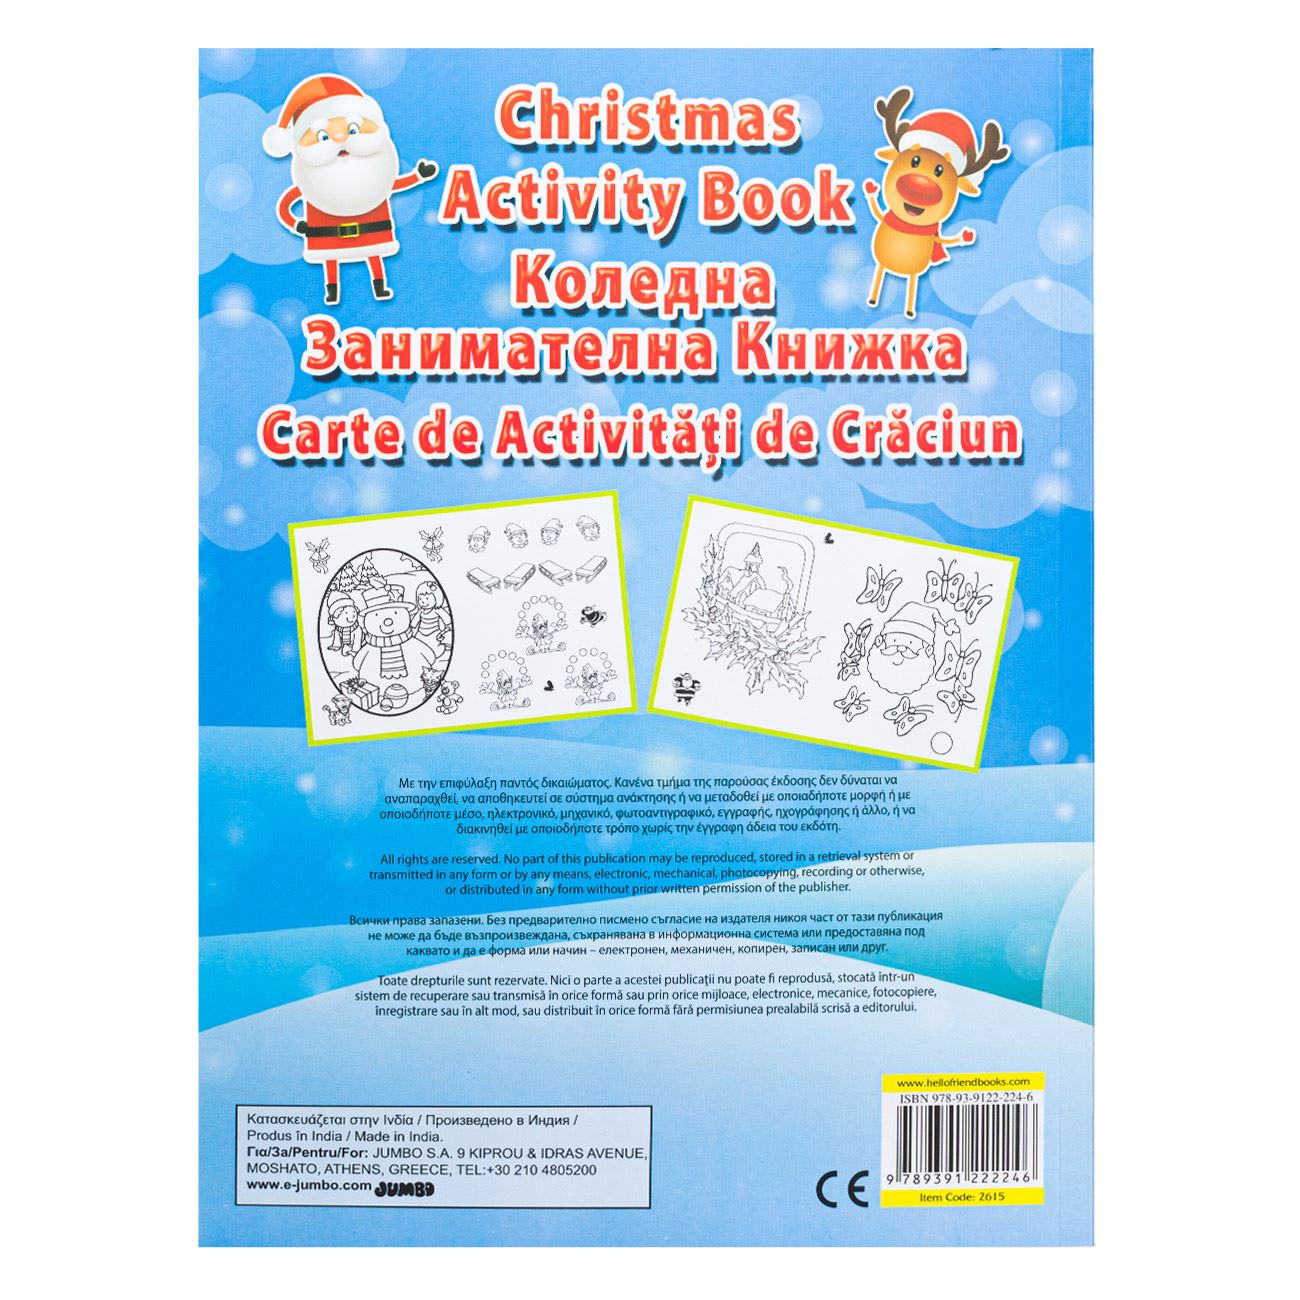 Christmas
Activity Book
Коледна
Занимателна Книжка
Carte de Activităţi de Crăciun
Με την επιφύλαξη παντός δικαιώματος. Κανένα τμήμα της παρούσας έκδοσης δεν δύναται να
αναπαραχθεί, να αποθηκευτεί σε σύστημα ανάκτησης ή να μεταδοθεί με οποιαδήποτε μορφή ή με
οποιοδήποτε μέσο, ηλεκτρονικό, μηχανικό, φωτοαντιγραφικό, εγγραφής, ηχογράφησης ή άλλο, ή να
διακινηθεί με οποιοδήποτε τρόπο χωρίς την έγγραφη άδεια του εκδότη.
All rights are reserved. No part of this publication may be reproduced, stored in a retrieval system or
transmitted in any form or by any means, electronic, mechanical, photocopying, recording or otherwise,
or distributed in any form without prior written permission of the publisher.
Всички права запазени. Без предварително писмено съгласие на издателя никоя част от тази публикация
не може да бъде възпроизвеждана, съхранявана в информационна система или предоставяна под
каквато и да е форма или начин – електронен, механичен, копирен, записан или друг.
Toate drepturile sunt rezervate. Nici o parte a acestei publicaţii nu poate fi reprodusă, stocată într-un
sistem de recuperare sau transmisă în orice formă sau prin orice mijloace, electronice, mecanice, fotocopiere,
înregistrare sau în alt mod, sau distribuit în orice formă fără permisiunea prealabilă scrisă a editorului.
Κατασκευάζεται στην Ινδία / Произведено в Индия /
Produs în India / Made in India.
Για/За/Pentru/For: JUMBO S.A. 9 KIPROU & IDRAS AVENUE,
MOSHATO, ATHENS, GREECE, TEL:+30 210 4805200
www.e-jumbo.com JUMBO
CE
www.hellofriendbooks.com
ISBN 978-93-9122-224-6
9 789391 222246
Item Code: 2615